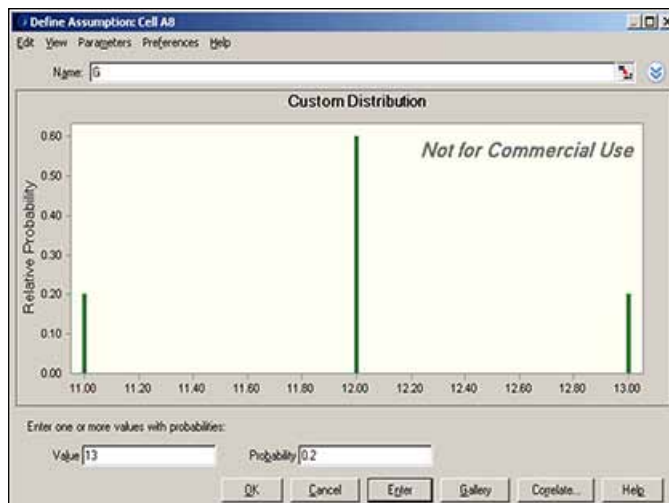 Define Assumption: Cell A8
Edit View Parameters Preferences Help
Name: G
Custom Distribution
Not for Commercial Use
Relative Probability
0.60
0.50
0.40
0.30
0.20
0.10
0.00
11.00 11.20 11.40 11.60 11.80 12.00 12.20 12.40 12.60 12.80 13.00
Enter one or more values with probabilities:
Value 13 Probability 0.2
OK Cancel Enter Gallery Correlate... Help